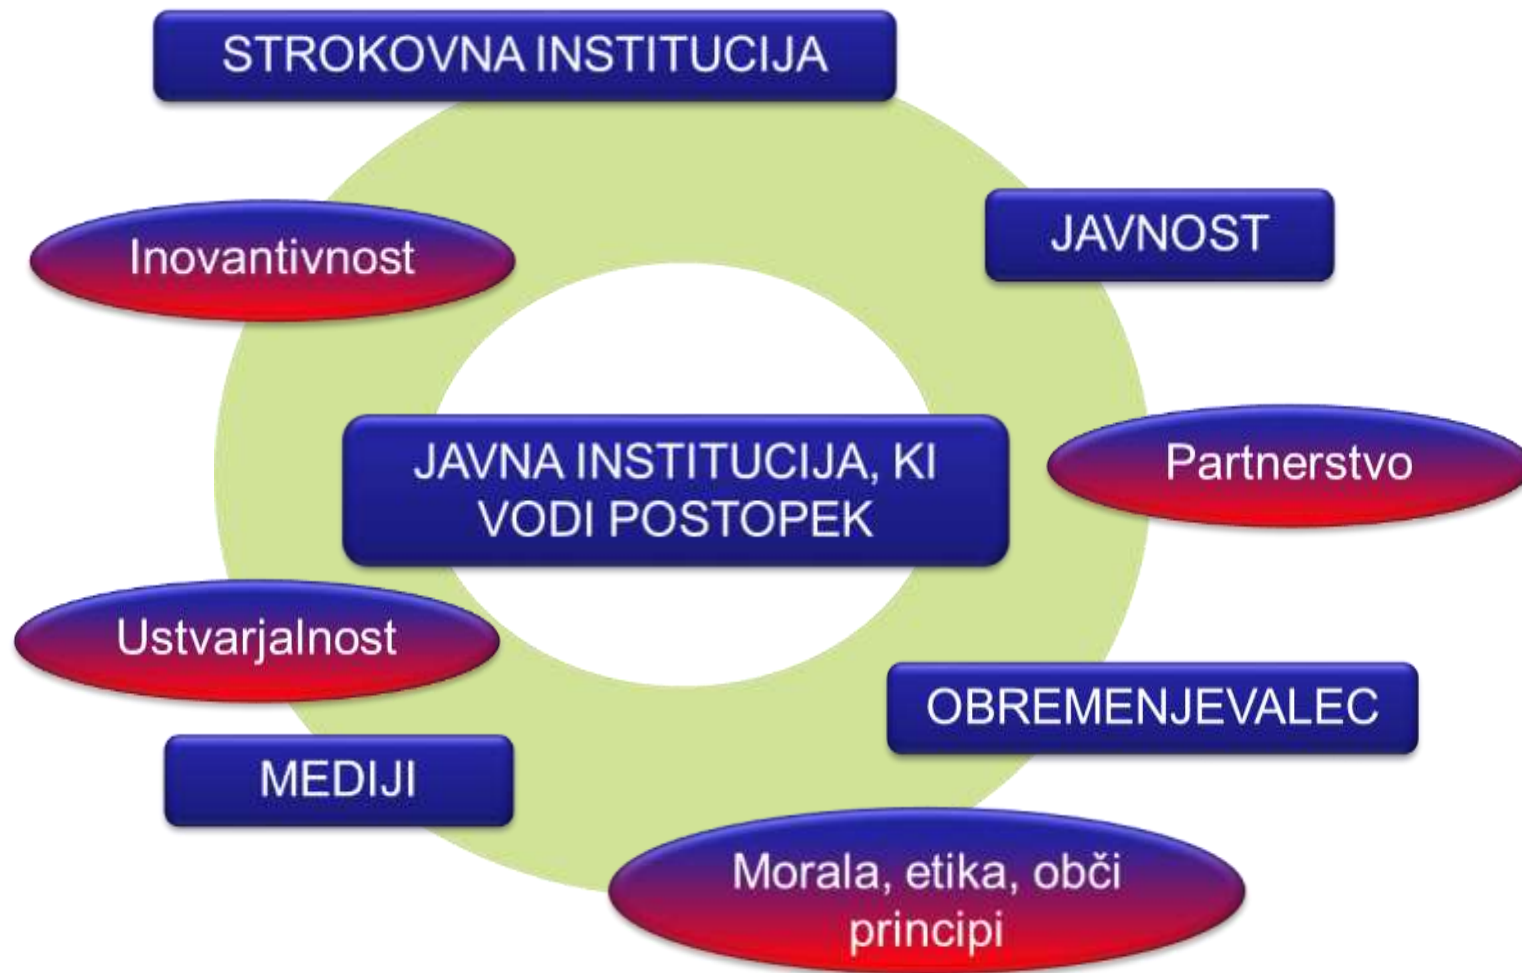 STROKOVNA INSTITUCIJA
Inovantivnost
JAVNOST
JAVNA INSTITUCIJA, KI
VODI POSTOPEK
Partnerstvo
Ustvarjalnost
OBREMENJEVALEC
MEDIJI
Morala, etika, obči
principi